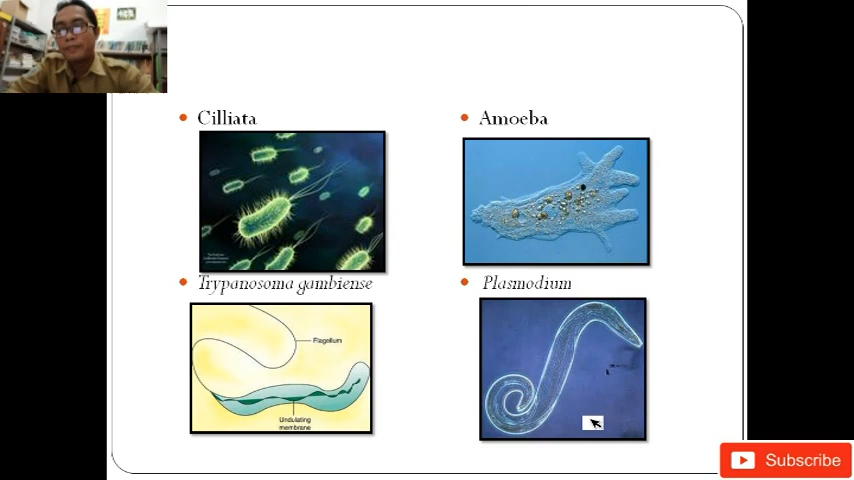 Cilliata
Amoeba
Trypanosoma gambiense
Plasmodium
Flagellum
Undulating
membrane
Subscribe